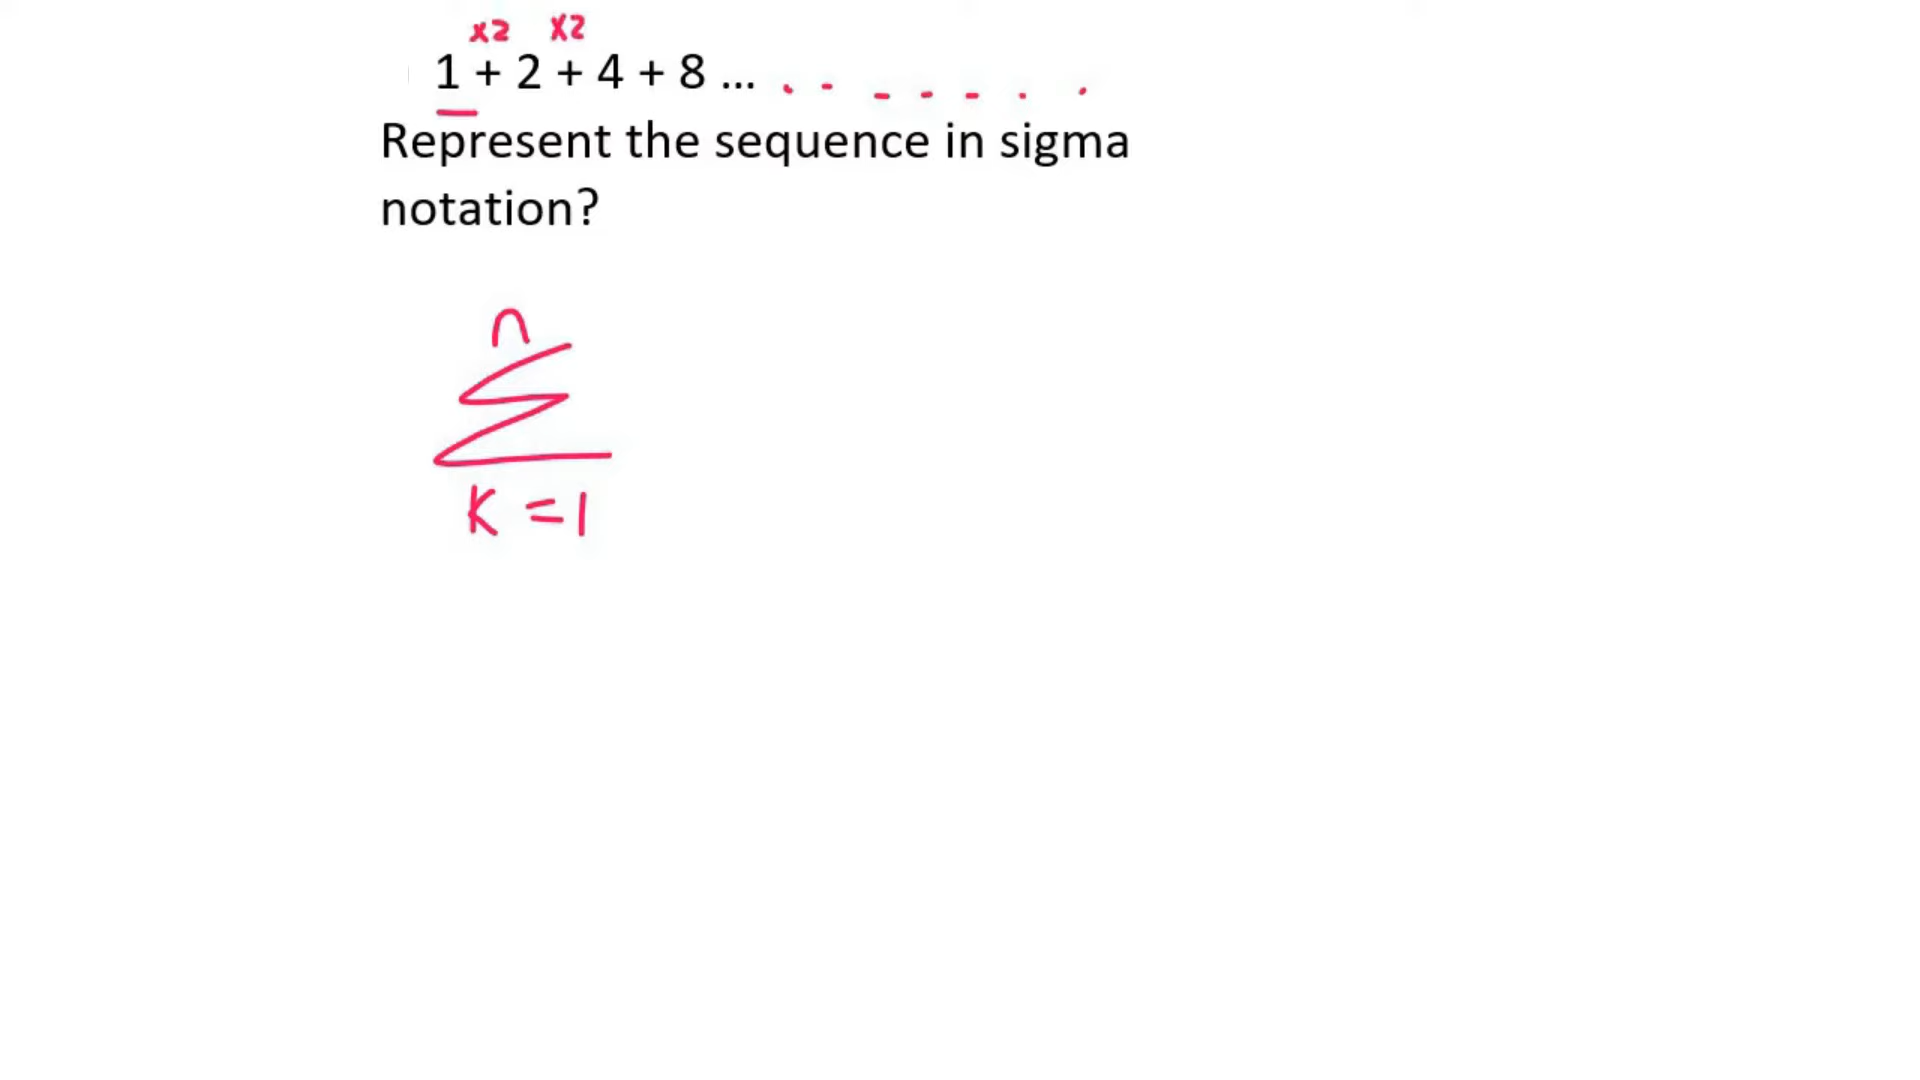 x2 x2
1 + 2 + 4 + 8 ...
Represent the sequence in sigma
notation?
n
Σ
K = 1